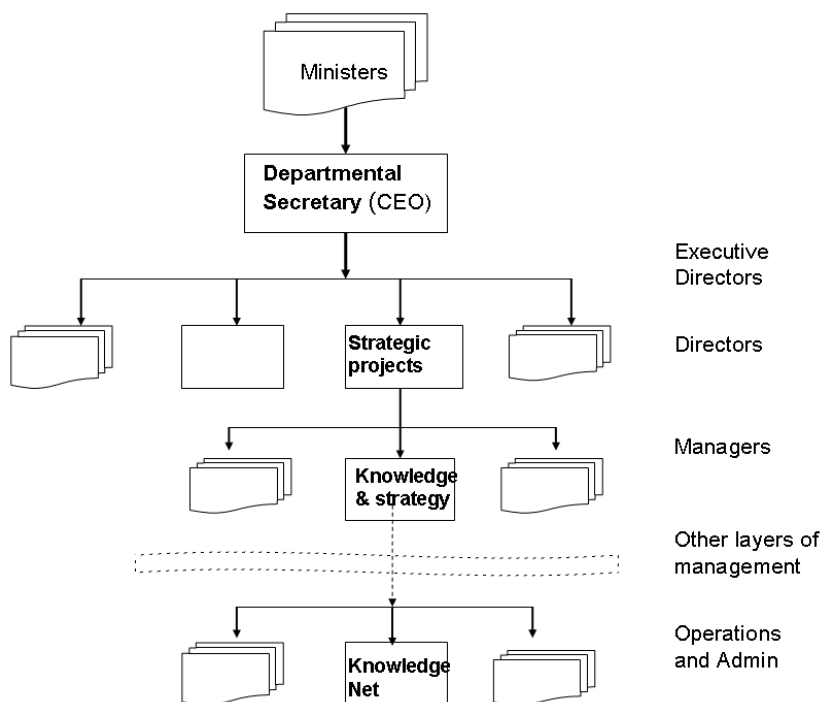 Ministers
Departmental
Secretary (CEO)
Executive
Directors
Strategic
projects
Directors
Knowledge
& strategy
Managers
Other layers of
management
Knowledge
Net
Operations
and Admin